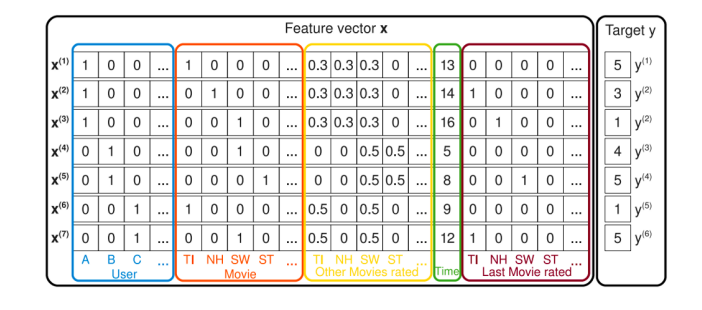 Feature vector x Target y
x(1) 1 0 0 ... 1 0 0 0 ... 0.3 0.3 0.3 0 ... 13 0 0 0 0 ... 5 y(1)
x(2) 1 0 0 ... 0 1 0 0 ... 0.3 0.3 0.3 0 ... 14 1 0 0 0 ... 3 y(2)
x(3) 1 0 0 ... 0 0 1 0 ... 0.3 0.3 0.3 0 ... 16 0 1 0 0 ... 1 y(2)
x(4) 0 1 0 ... 0 0 1 0 ... 0 0 0.5 0.5 ... 5 0 0 0 0 ... 4 y(3)
x(5) 0 1 0 ... 0 0 0 1 ... 0 0 0.5 0.5 ... 8 0 0 1 0 ... 5 y(4)
x(6) 0 0 1 ... 1 0 0 0 ... 0.5 0 0.5 0 ... 9 0 0 0 0 ... 1 y(5)
x(7) 0 0 1 ... 0 0 1 0 ... 0.5 0 0.5 0 ... 12 1 0 0 0 ... 5 y(6)
A B C ... TI NH SW ST ... TI NH SW ST ... TI NH SW ST ...
User Movie Other Movies rated Time Last Movie rated